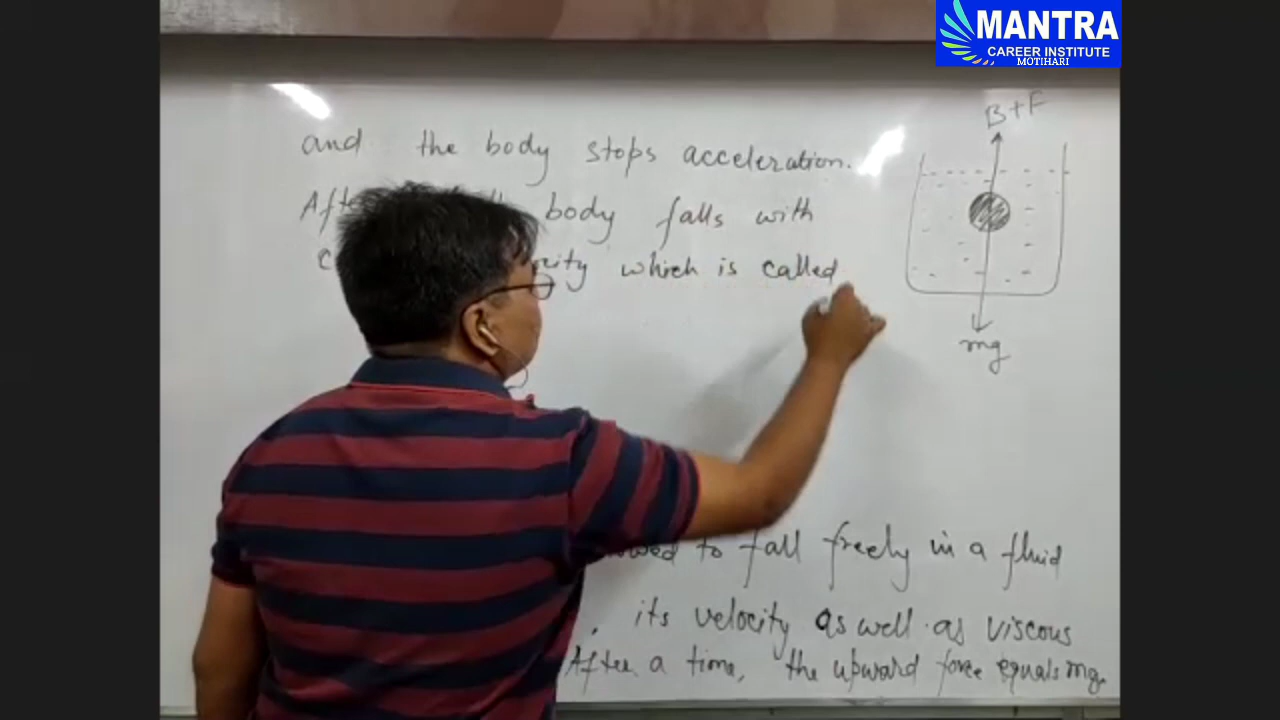 MANTRA
CAREER INSTITUTE
MOTIHARI
B+F
and the body stops acceleration.
body falls with
which is called
mg
to fall freely in a fluid
, its velocity as well as viscous
After a time, the upward force equals mg.